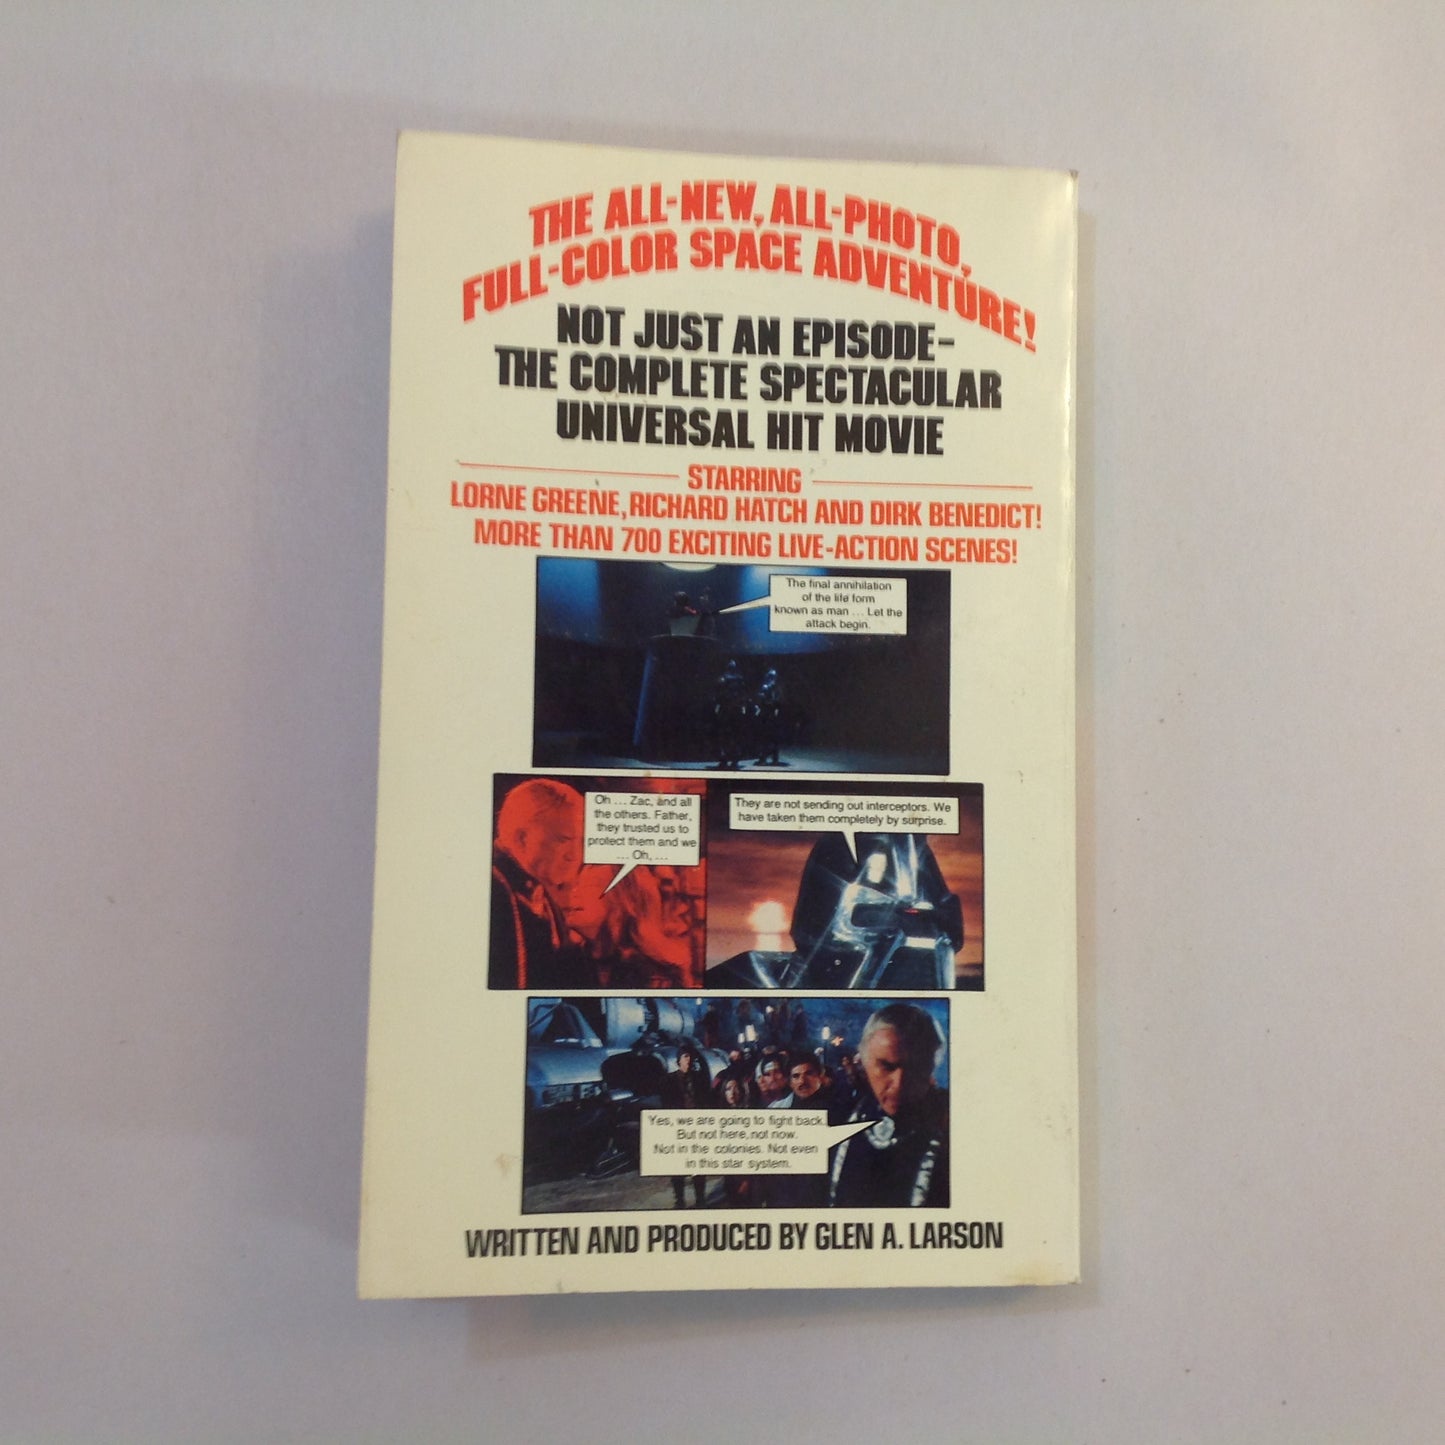 THE ALL-NEW, ALL-PHOTO,
FULL-COLOR SPACE ADVENTURE!
NOT JUST AN EPISODE-
THE COMPLETE SPECTACULAR
UNIVERSAL HIT MOVIE
STARRING
LORNE GREENE, RICHARD HATCH AND DIRK BENEDICT!
MORE THAN 700 EXCITING LIVE-ACTION SCENES!
The final annihilation
of the life form
known as man ... Let the
attack begin.
Oh ... Zac, and all
the others. Father,
they trusted us to
protect them and we
... Oh, ...
They are not sending out interceptors. We
have taken them completely by surprise.
Yes, we are going to fight back.
But not here, not now.
Not in the colonies. Not even
in this star system.
WRITTEN AND PRODUCED BY GLEN A. LARSON